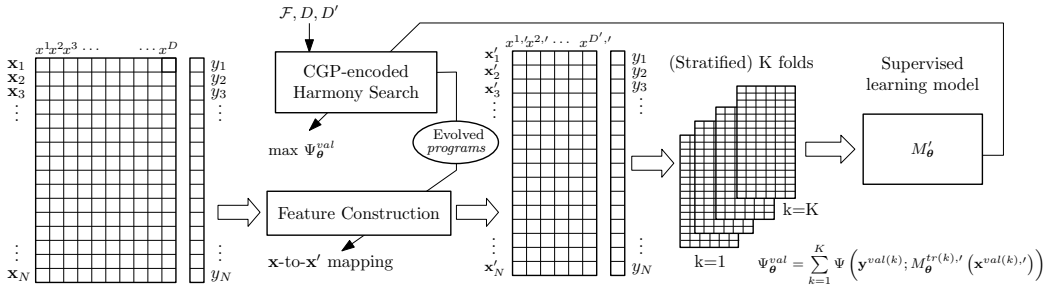 x¹x²x³ ⋯ ⋯ x^D
𝐱₁
𝐱₂
𝐱₃
⋮
⋮
𝐱_N
y₁
y₂
y₃
⋮
⋮
y_N
ℱ, D, D′
CGP-encoded
Harmony Search
max Ψ_𝜽^{val}
Evolved
programs
Feature Construction
𝐱-to-𝐱′ mapping
x^{1,′}x^{2,′} ⋯ x^{D′,′}
𝐱′₁
𝐱′₂
𝐱′₃
⋮
⋮
𝐱′_N
y₁
y₂
y₃
⋮
⋮
y_N
(Stratified) K folds
k=K
k=1
Supervised
learning model
M′_𝜽
Ψ_𝜽^{val} = ∑_{k=1}^{K} Ψ (𝐲^{val(k)}; M_𝜽^{tr(k),′} (𝐱^{val(k),′}))